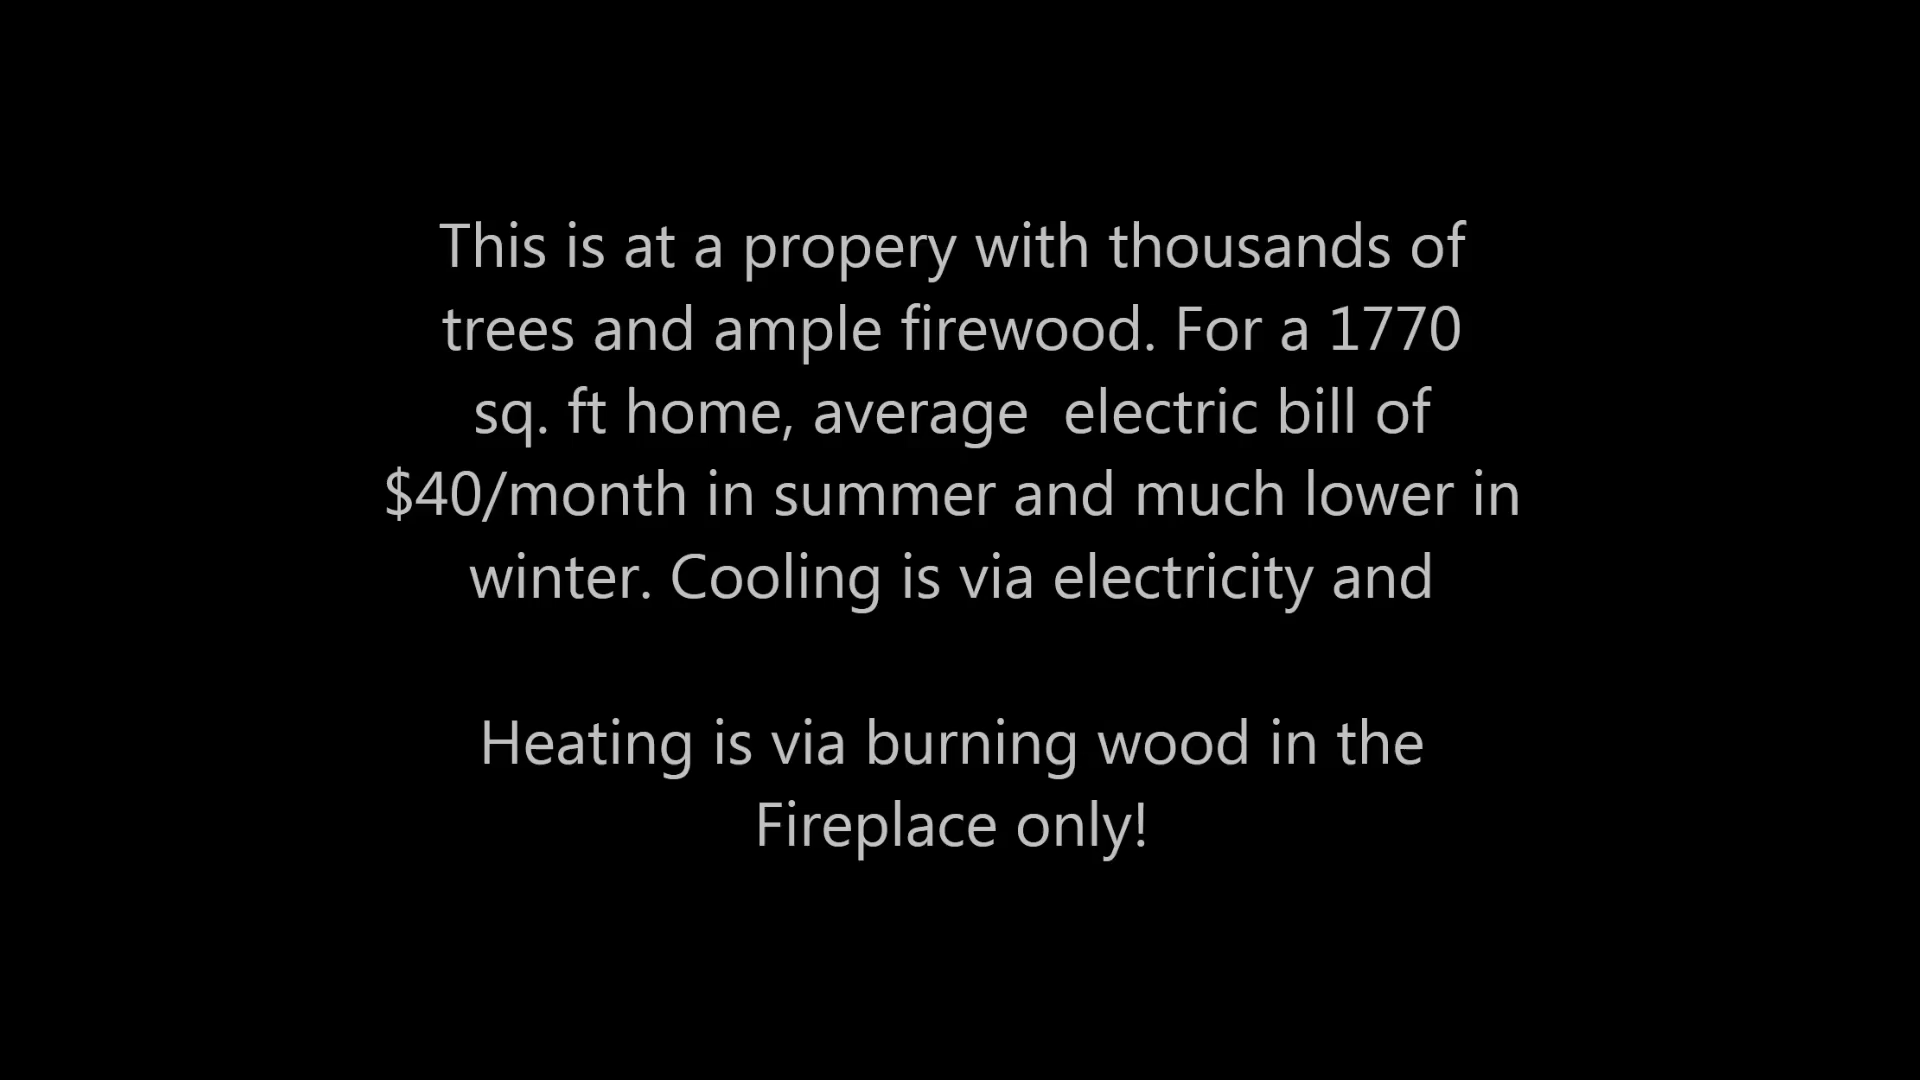 This is at a propery with thousands of
trees and ample firewood. For a 1770
sq. ft home, average  electric bill of
$40/month in summer and much lower in
winter. Cooling is via electricity and
Heating is via burning wood in the
Fireplace only!